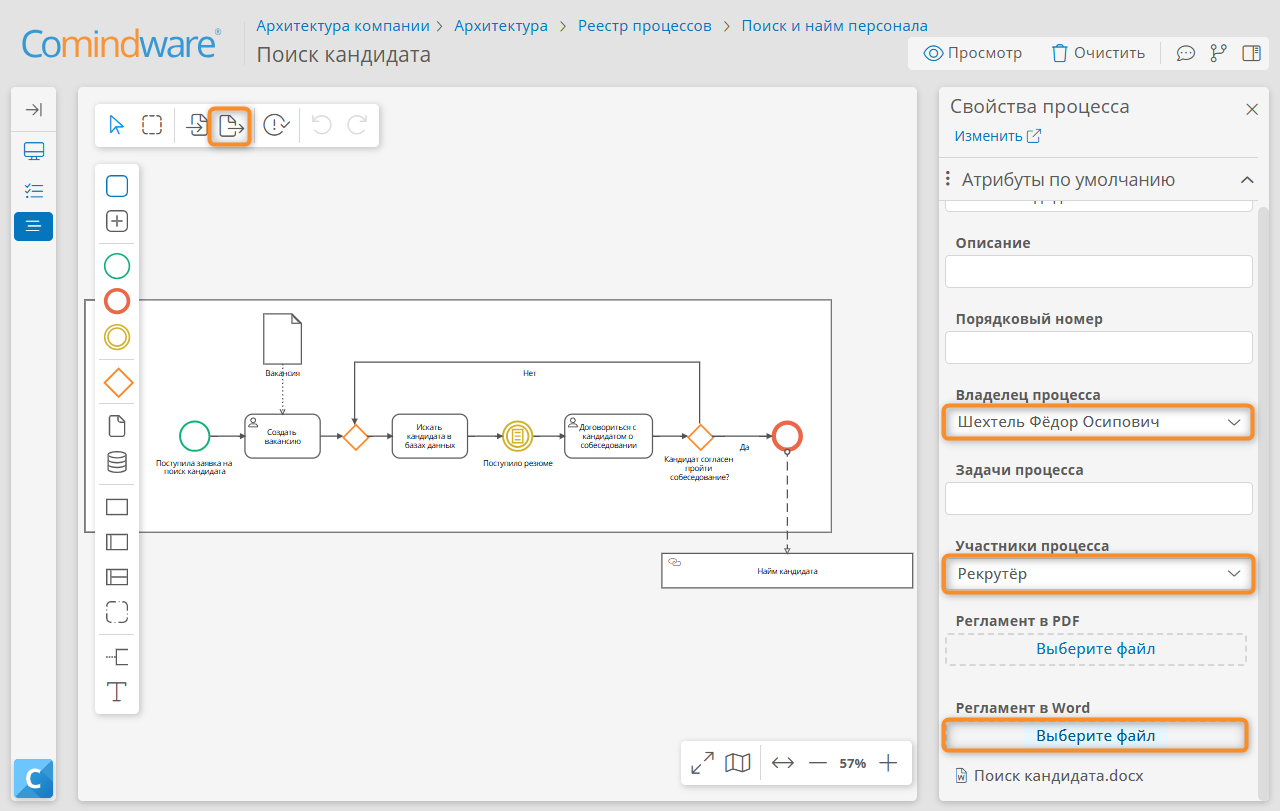 Comindware®
Архитектура компании > Архитектура > Реестр процессов > Поиск и найм персонала
Поиск кандидата
Просмотр
Очистить
Вакансия
Нет
Создать
вакансию
Искать
кандидата в
базах данных
Договориться с
кандидатом о
собеседовании
Да
Поступила заявка на
поиск кандидата
Поступило резюме
Кандидат согласен
пройти
собеседование?
Найм кандидата
57%
C
Свойства процесса
Изменить
Атрибуты по умолчанию
Описание
Порядковый номер
Владелец процесса
Шехтель Фёдор Осипович
Задачи процесса
Участники процесса
Рекрутёр
Регламент в PDF
Выберите файл
Регламент в Word
Выберите файл
Поиск кандидата.docx